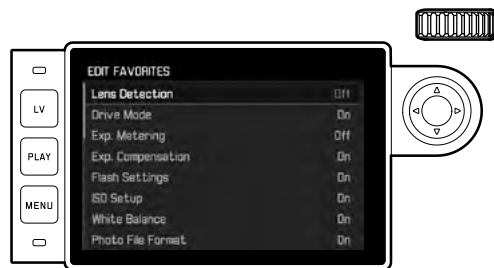 EDIT FAVORITES
Lens Detection Off
Drive Mode On
Exp. Metering Off
Exp. Compensation On
Flash Settings On
ISO Setup On
White Balance On
Photo File Format On
LV
PLAY
MENU